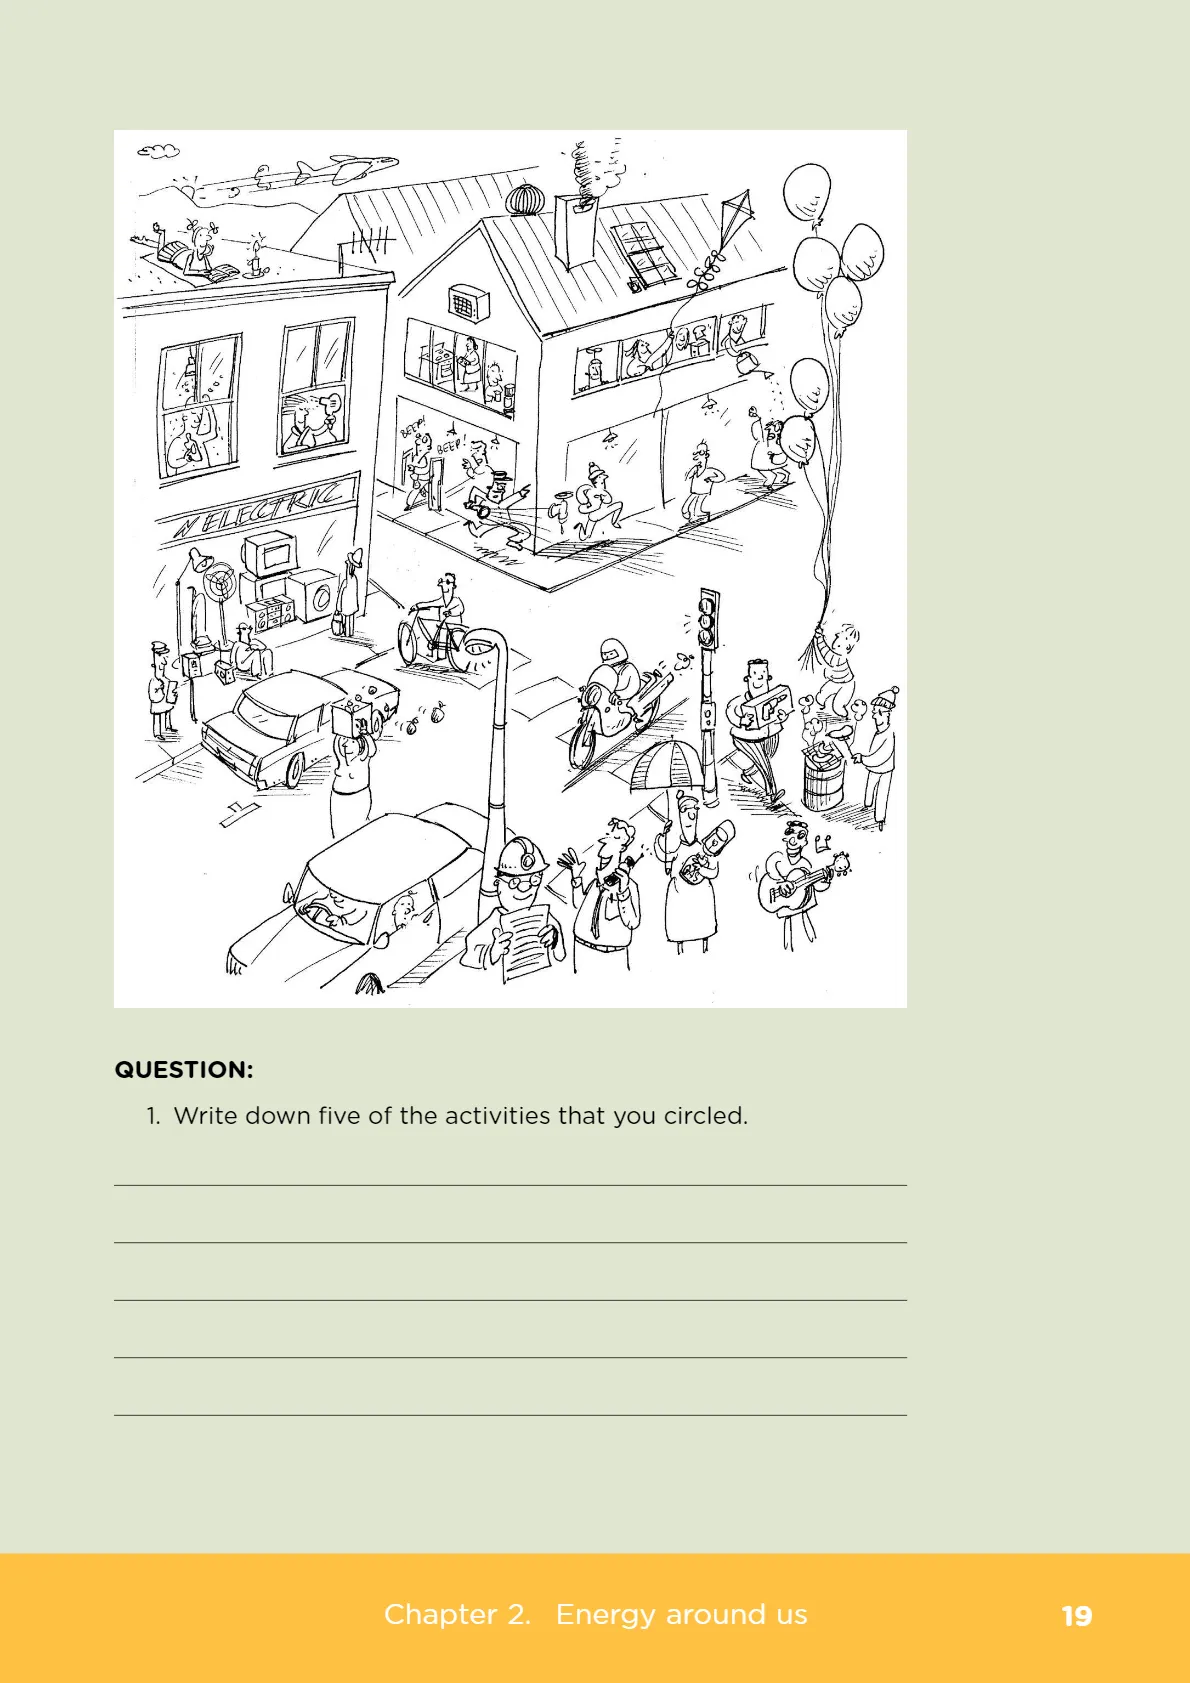 BEEP!
BEEP!
ELECTRIC
QUESTION:
1. Write down five of the activities that you circled.
Chapter 2. Energy around us
19